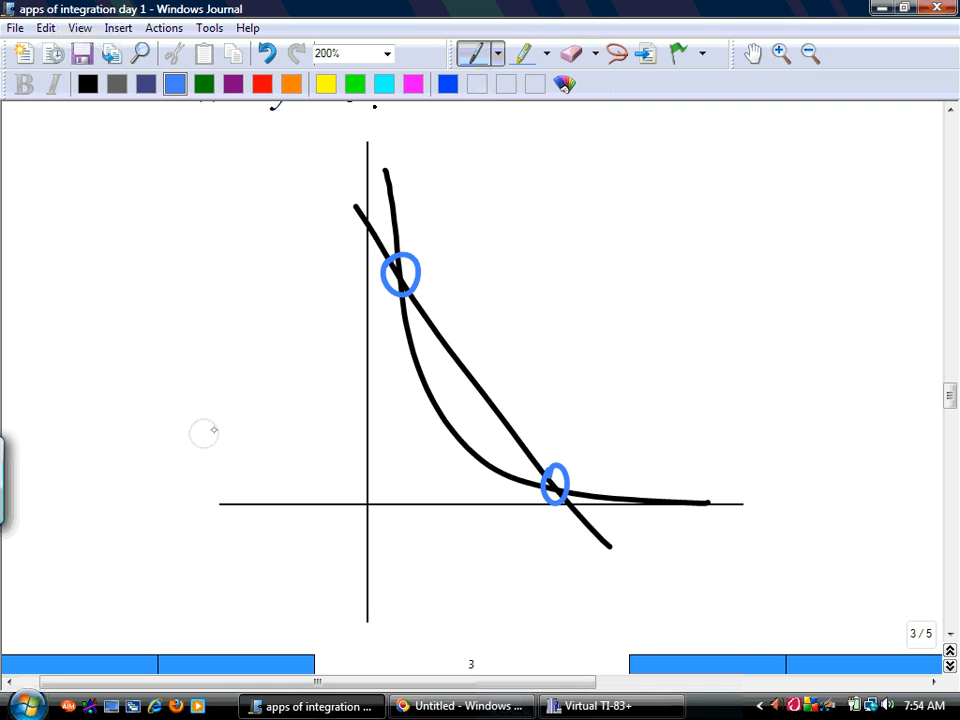 apps of integration day 1 - Windows Journal
File Edit View Insert Actions Tools Help
200%
B I
3 / 5
3
apps of integration ...
Untitled - Windows ...
Virtual TI-83+
7:54 AM